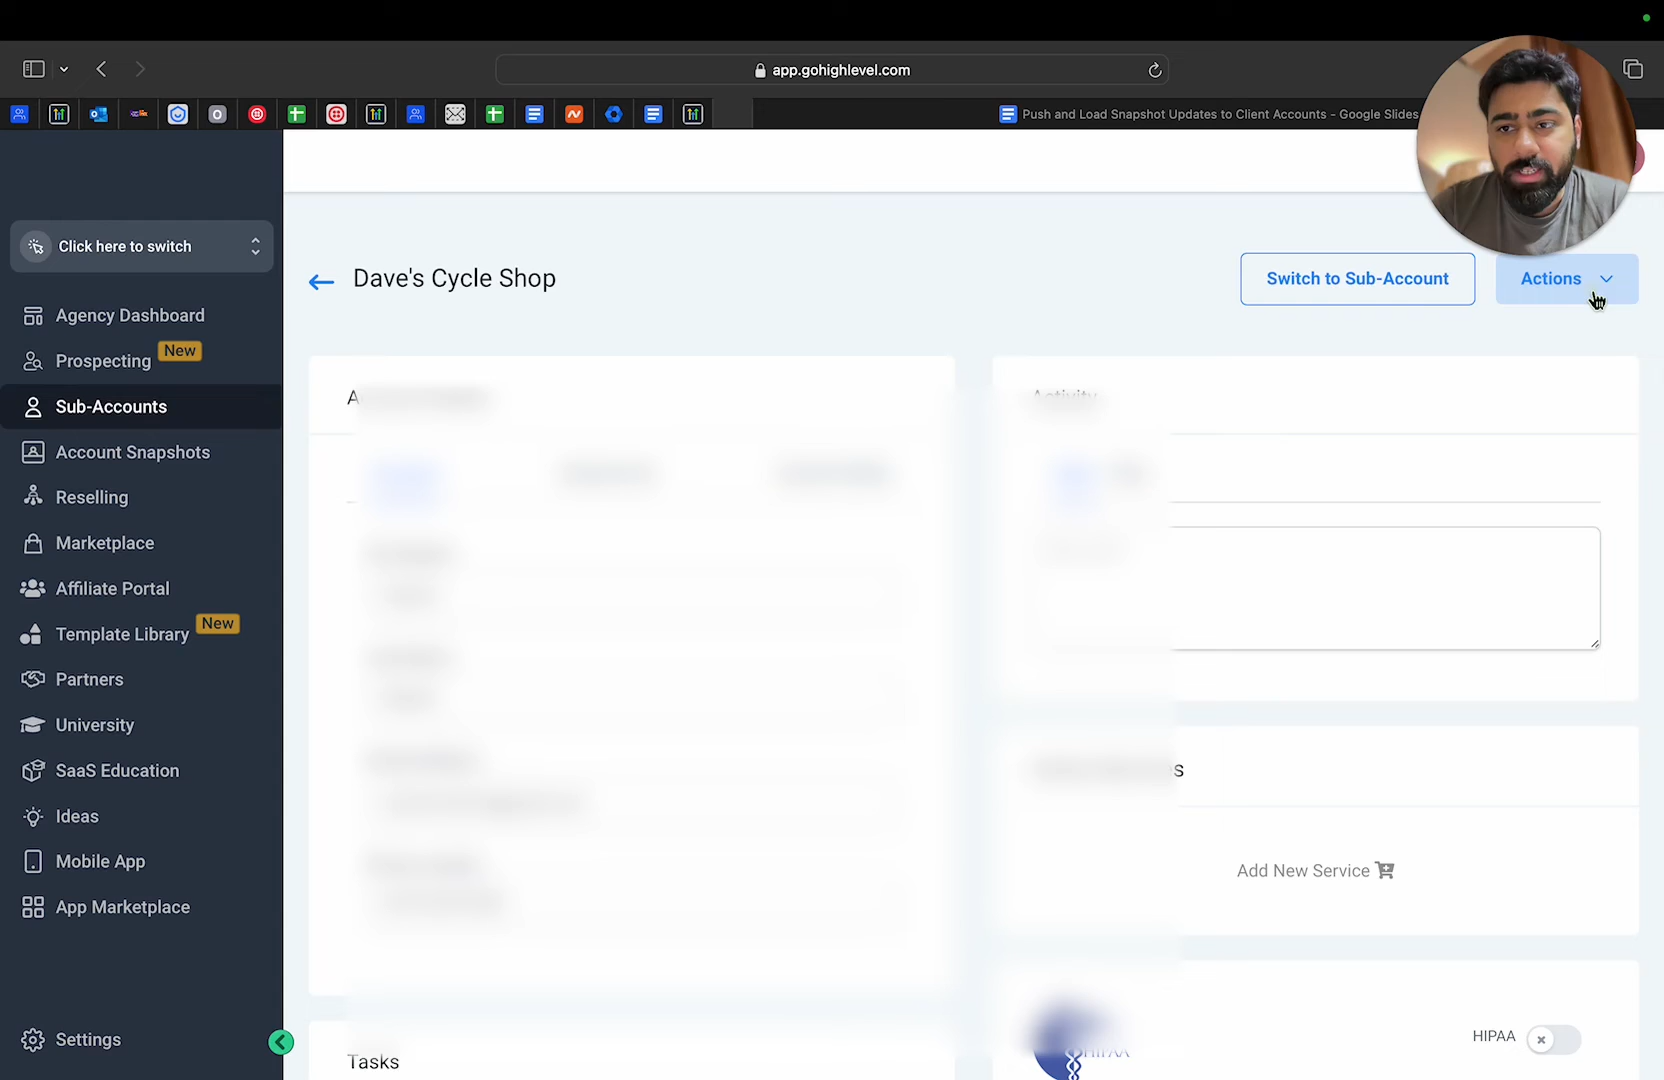 app.gohighlevel.com
Push and Load Snapshot Updates to Client Accounts - Google Slides
Click here to switch
Agency Dashboard
Prospecting New
Sub-Accounts
Account Snapshots
Reselling
Marketplace
Affiliate Portal
Template Library New
Partners
University
SaaS Education
Ideas
Mobile App
App Marketplace
Settings
Dave's Cycle Shop
Switch to Sub-Account
Actions
Activity
Add New Service
HIPAA
HIPAA
Tasks